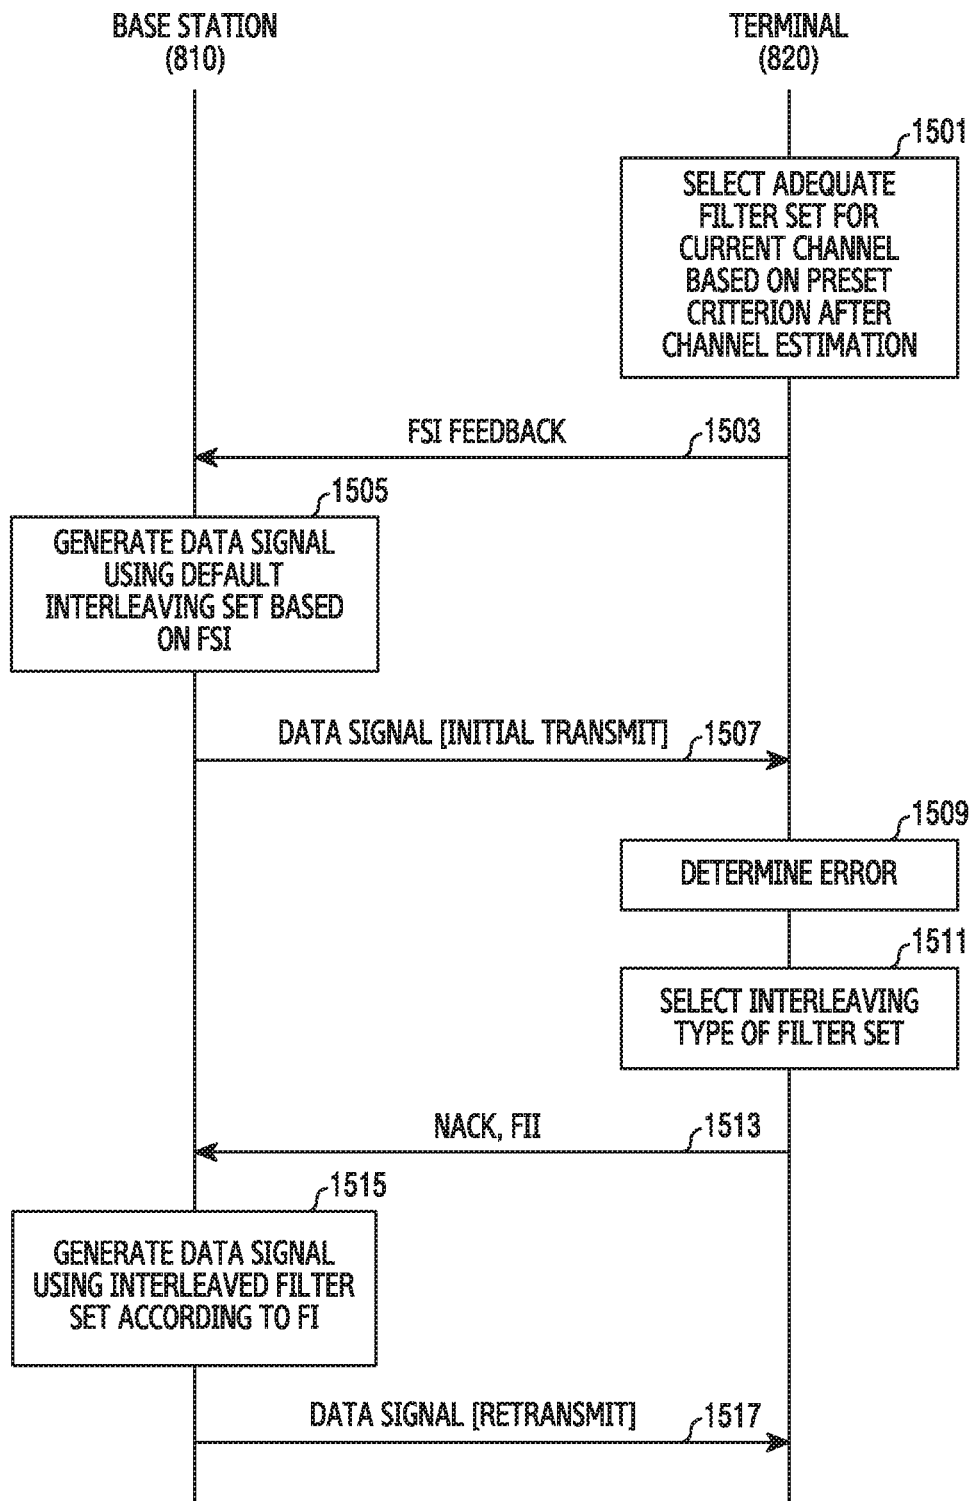 BASE STATION
(810)
TERMINAL
(820)
1501
SELECT ADEQUATE
FILTER SET FOR
CURRENT CHANNEL
BASED ON PRESET
CRITERION AFTER
CHANNEL ESTIMATION
FSI FEEDBACK
1503
1505
GENERATE DATA SIGNAL
USING DEFAULT
INTERLEAVING SET BASED
ON FSI
DATA SIGNAL [INITIAL TRANSMIT]
1507
1509
DETERMINE ERROR
1511
SELECT INTERLEAVING
TYPE OF FILTER SET
NACK, FII
1513
1515
GENERATE DATA SIGNAL
USING INTERLEAVED FILTER
SET ACCORDING TO FI
DATA SIGNAL [RETRANSMIT]
1517